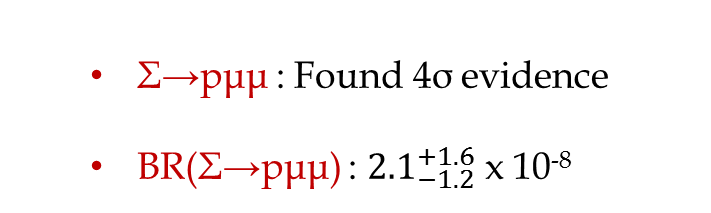 • Σ→pμμ : Found 4σ evidence
• BR(Σ→pμμ) : 2.1^{+1.6}_{−1.2} x 10^{-8}